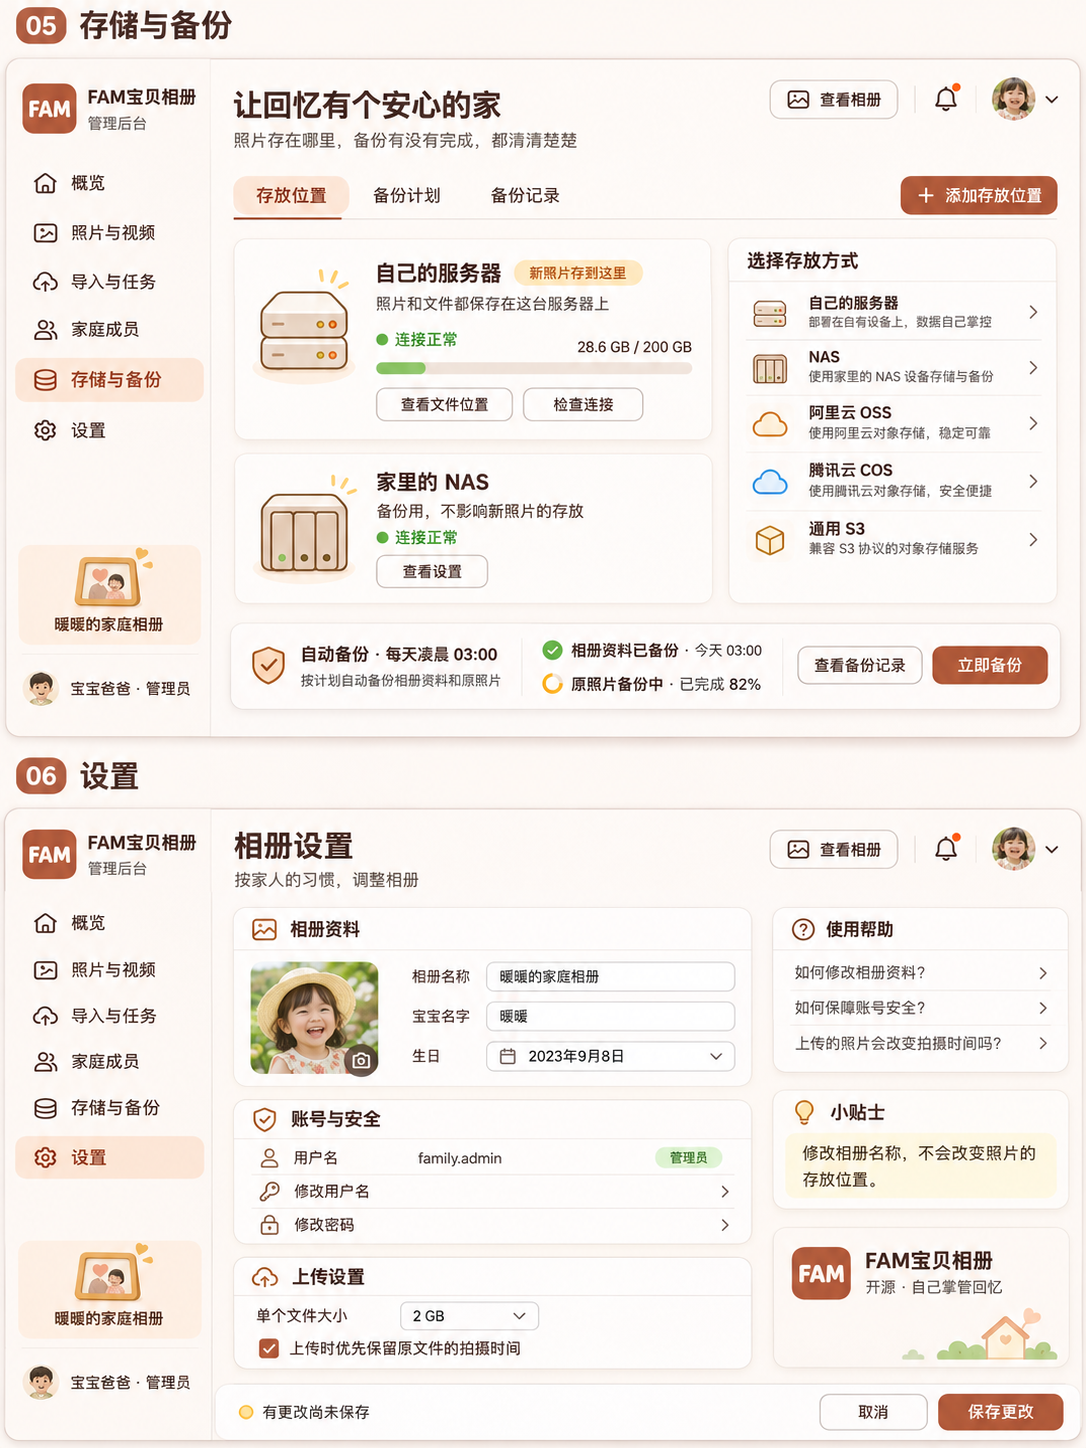 05 存储与备份
FAM FAM宝贝相册
管理后台
概览
照片与视频
导入与任务
家庭成员
存储与备份
设置
暖暖的家庭相册
宝宝爸爸 · 管理员
让回忆有个安心的家
照片存在哪里，备份有没有完成，都清清楚楚
查看相册
存放位置 备份计划 备份记录
添加存放位置
自己的服务器 新照片存到这里
照片和文件都保存在这台服务器上
连接正常
28.6 GB / 200 GB
查看文件位置 检查连接
家里的 NAS
备份用，不影响新照片的存放
连接正常
查看设置
选择存放方式
自己的服务器
部署在自有设备上，数据自己掌控
NAS
使用家里的 NAS 设备存储与备份
阿里云 OSS
使用阿里云对象存储，稳定可靠
腾讯云 COS
使用腾讯云对象存储，安全便捷
通用 S3
兼容 S3 协议的对象存储服务
自动备份 · 每天凌晨 03:00
按计划自动备份相册资料和原照片
相册资料已备份 · 今天 03:00
原照片备份中 · 已完成 82%
查看备份记录 立即备份
06 设置
FAM FAM宝贝相册
管理后台
概览
照片与视频
导入与任务
家庭成员
存储与备份
设置
暖暖的家庭相册
宝宝爸爸 · 管理员
相册设置
按家人的习惯，调整相册
查看相册
相册资料
相册名称 暖暖的家庭相册
宝宝名字 暖暖
生日 2023年9月8日
账号与安全
用户名 family.admin 管理员
修改用户名
修改密码
上传设置
单个文件大小 2 GB
上传时优先保留原文件的拍摄时间
使用帮助
如何修改相册资料？
如何保障账号安全？
上传的照片会改变拍摄时间吗？
小贴士
修改相册名称，不会改变照片的
存放位置。
FAM FAM宝贝相册
开源 · 自己掌管回忆
有更改尚未保存
取消 保存更改